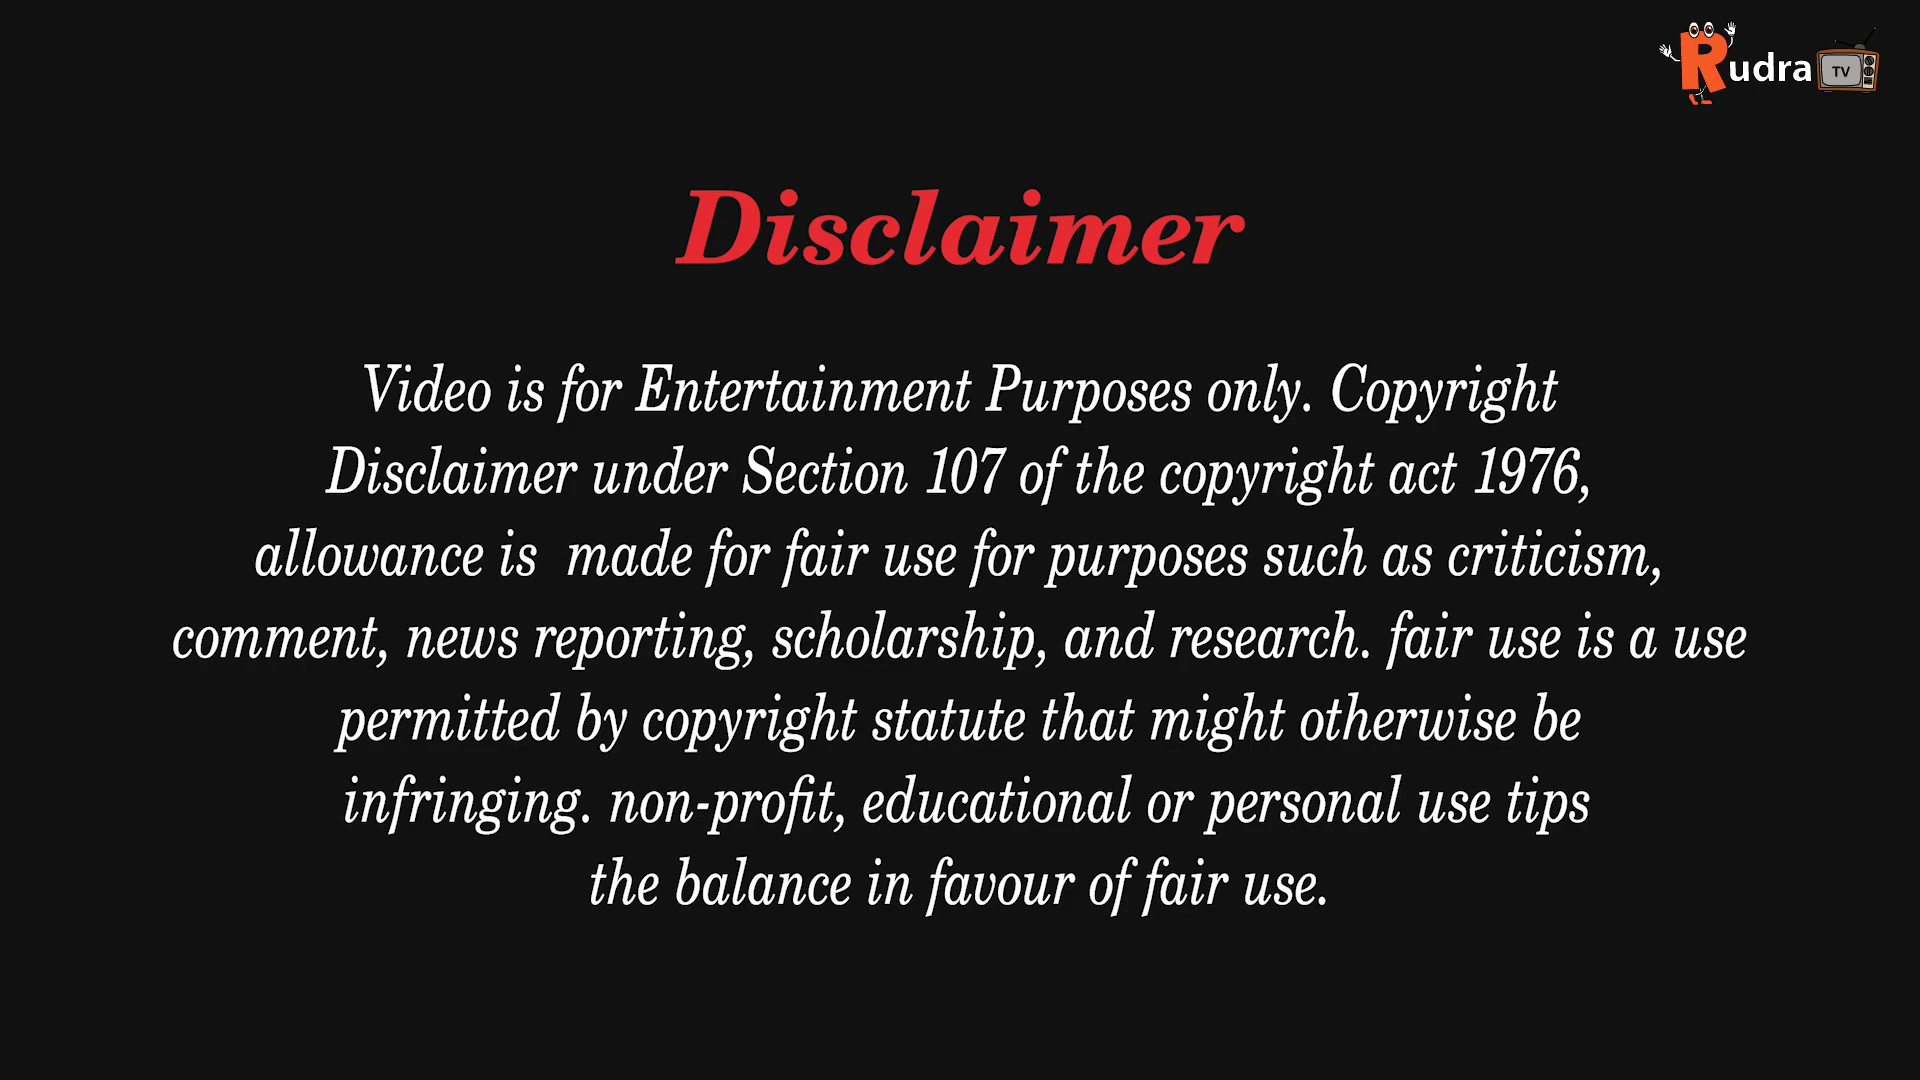 Rudra TV
Disclaimer
Video is for Entertainment Purposes only. Copyright
Disclaimer under Section 107 of the copyright act 1976,
allowance is  made for fair use for purposes such as criticism,
comment, news reporting, scholarship, and research. fair use is a use
permitted by copyright statute that might otherwise be
infringing. non-profit, educational or personal use tips
the balance in favour of fair use.